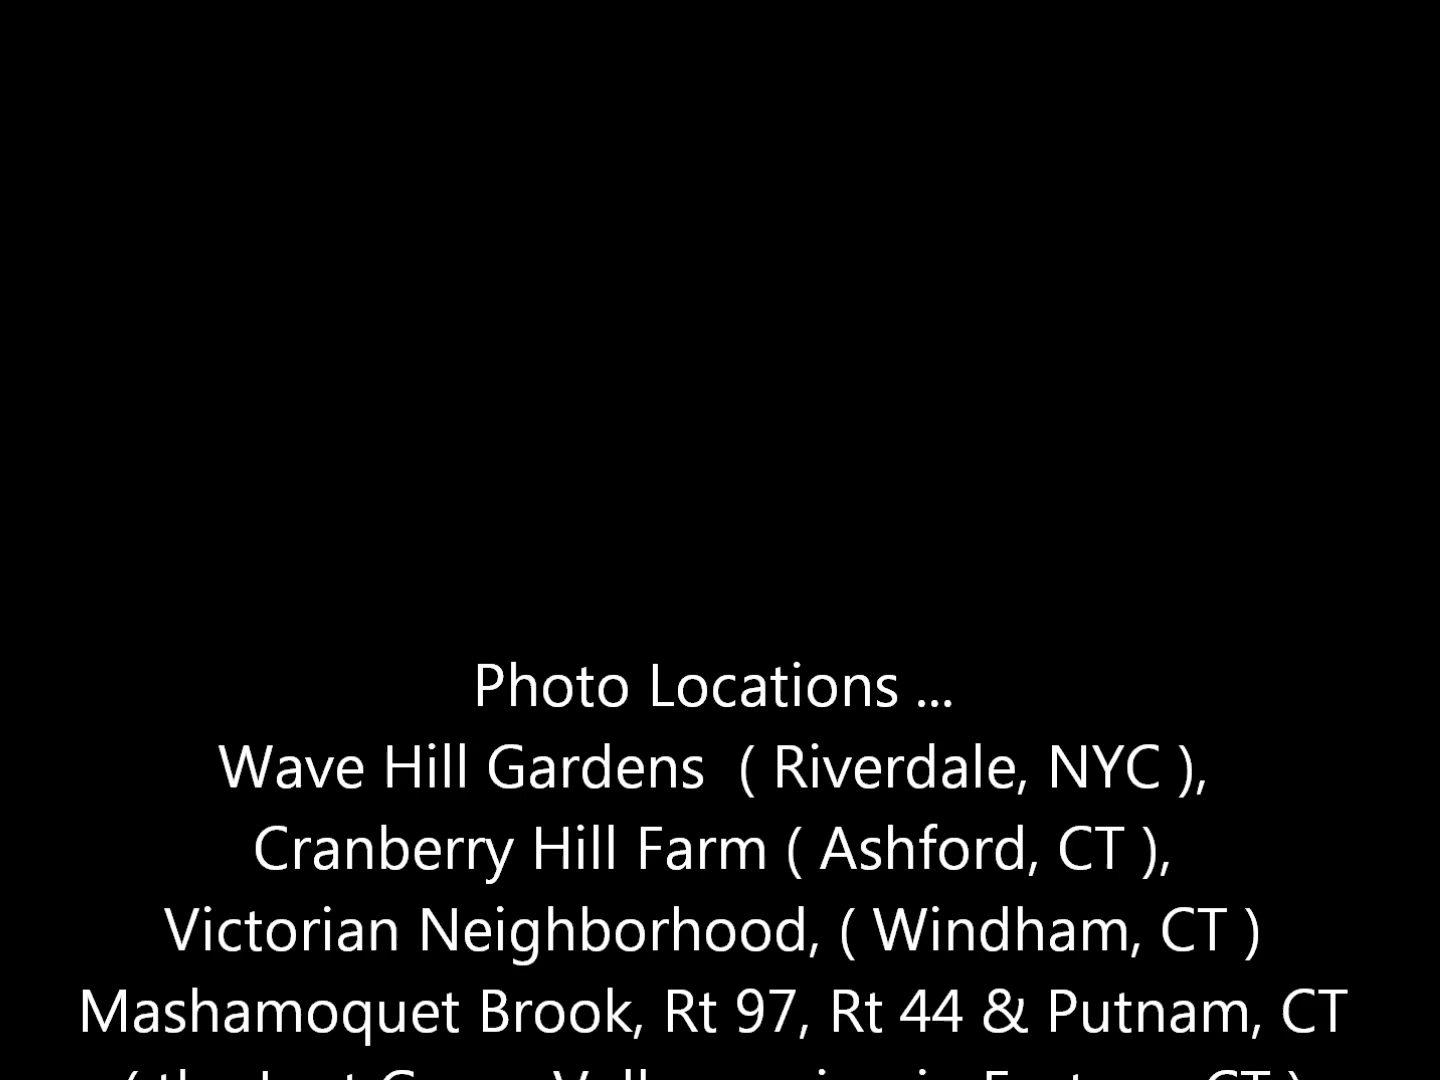 Photo Locations ...
Wave Hill Gardens  ( Riverdale, NYC ),
Cranberry Hill Farm ( Ashford, CT ),
Victorian Neighborhood, ( Windham, CT )
Mashamoquet Brook, Rt 97, Rt 44 & Putnam, CT